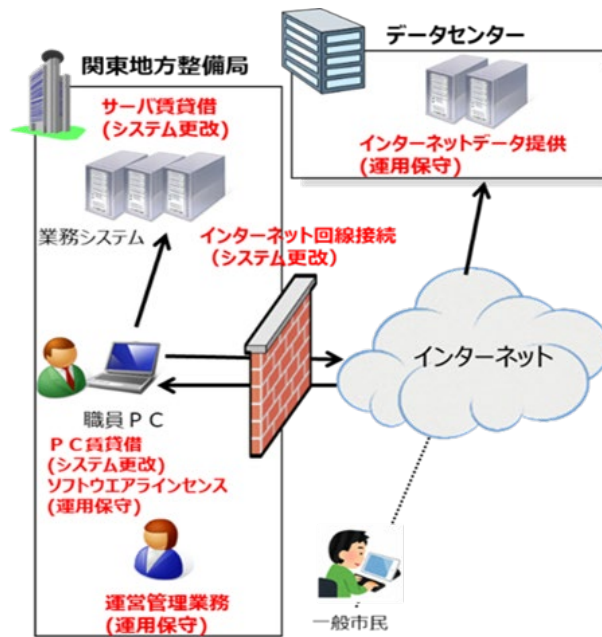 関東地方整備局
サーバ賃貸借
(システム更改)
業務システム
データセンター
インターネットデータ提供
(運用保守)
インターネット回線接続
(システム更改)
インターネット
職員ＰＣ
ＰＣ賃貸借
(システム更改)
ソフトウエアラインセンス
(運用保守)
運営管理業務
(運用保守)
一般市民